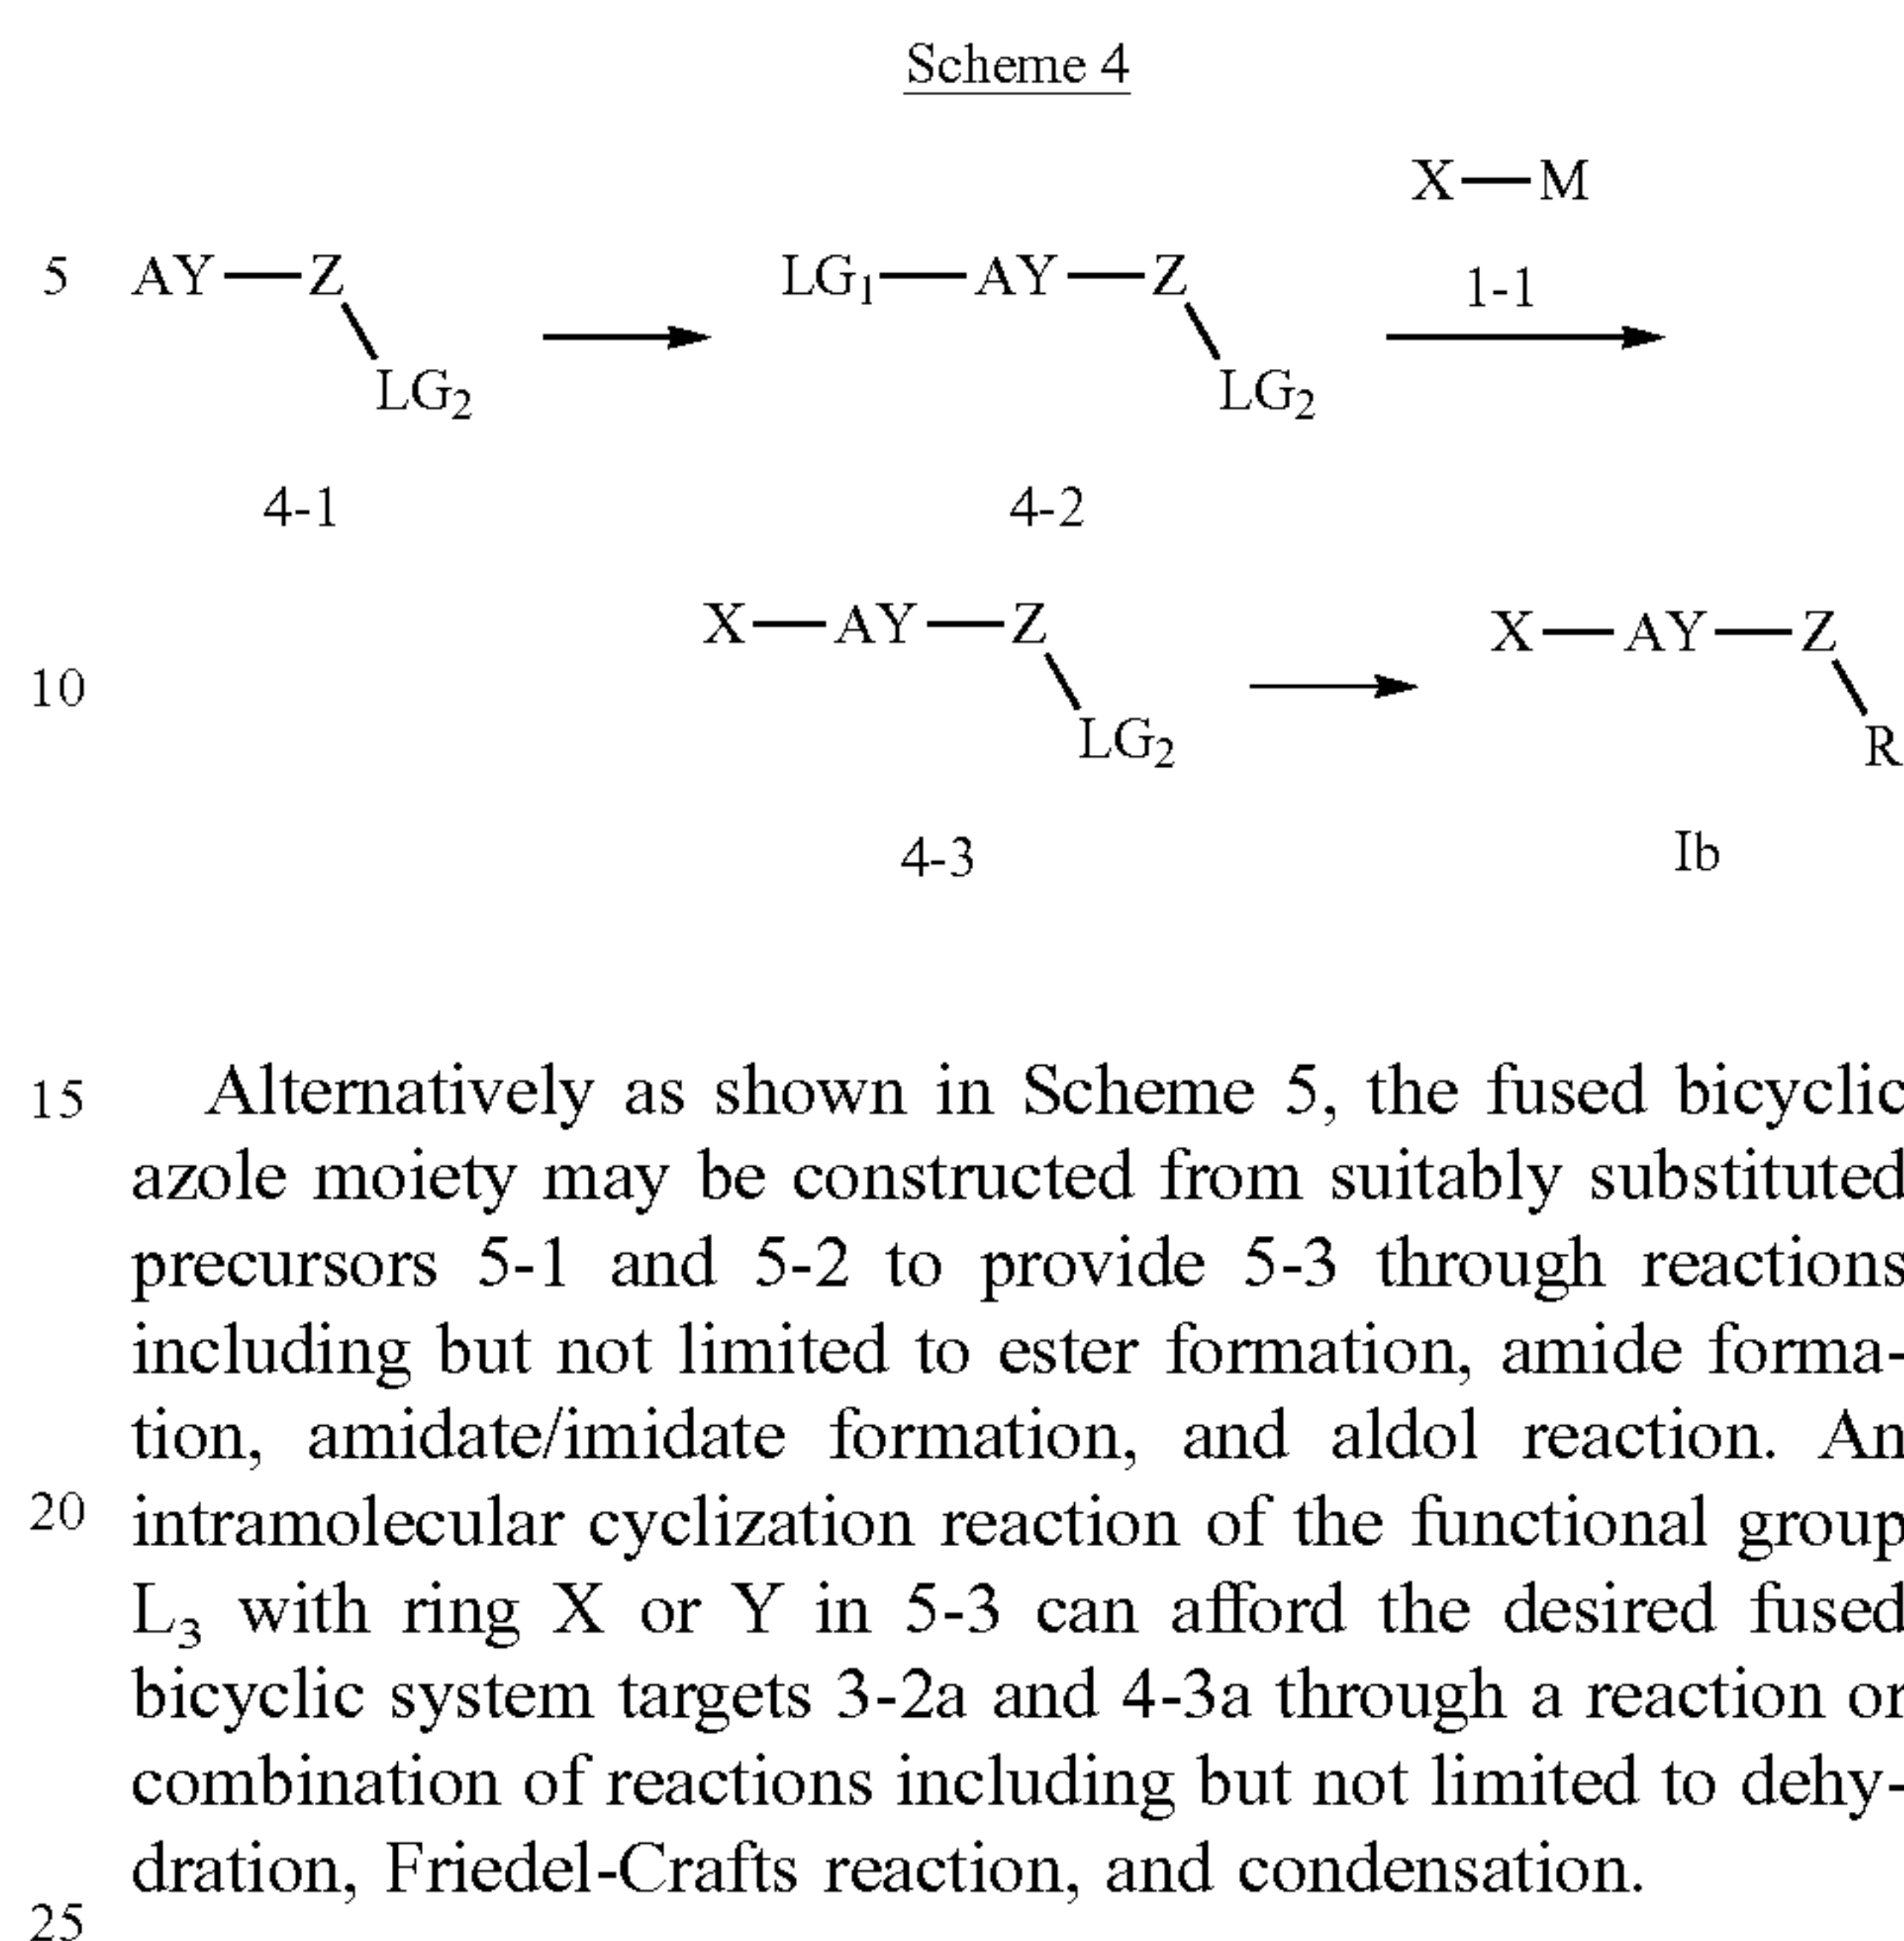 Scheme 4
X—M
5 AY—Z LG₁—AY—Z 1-1
LG₂ LG₂
4-1 4-2
X—AY—Z X—AY—Z
10
LG₂ R
4-3 Ib
15 Alternatively as shown in Scheme 5, the fused bicyclic
azole moiety may be constructed from suitably substituted
precursors 5-1 and 5-2 to provide 5-3 through reactions
including but not limited to ester formation, amide forma-
tion, amidate/imidate formation, and aldol reaction. An
20 intramolecular cyclization reaction of the functional group
L₃ with ring X or Y in 5-3 can afford the desired fused
bicyclic system targets 3-2a and 4-3a through a reaction or
combination of reactions including but not limited to dehy-
dration, Friedel-Crafts reaction, and condensation.
25